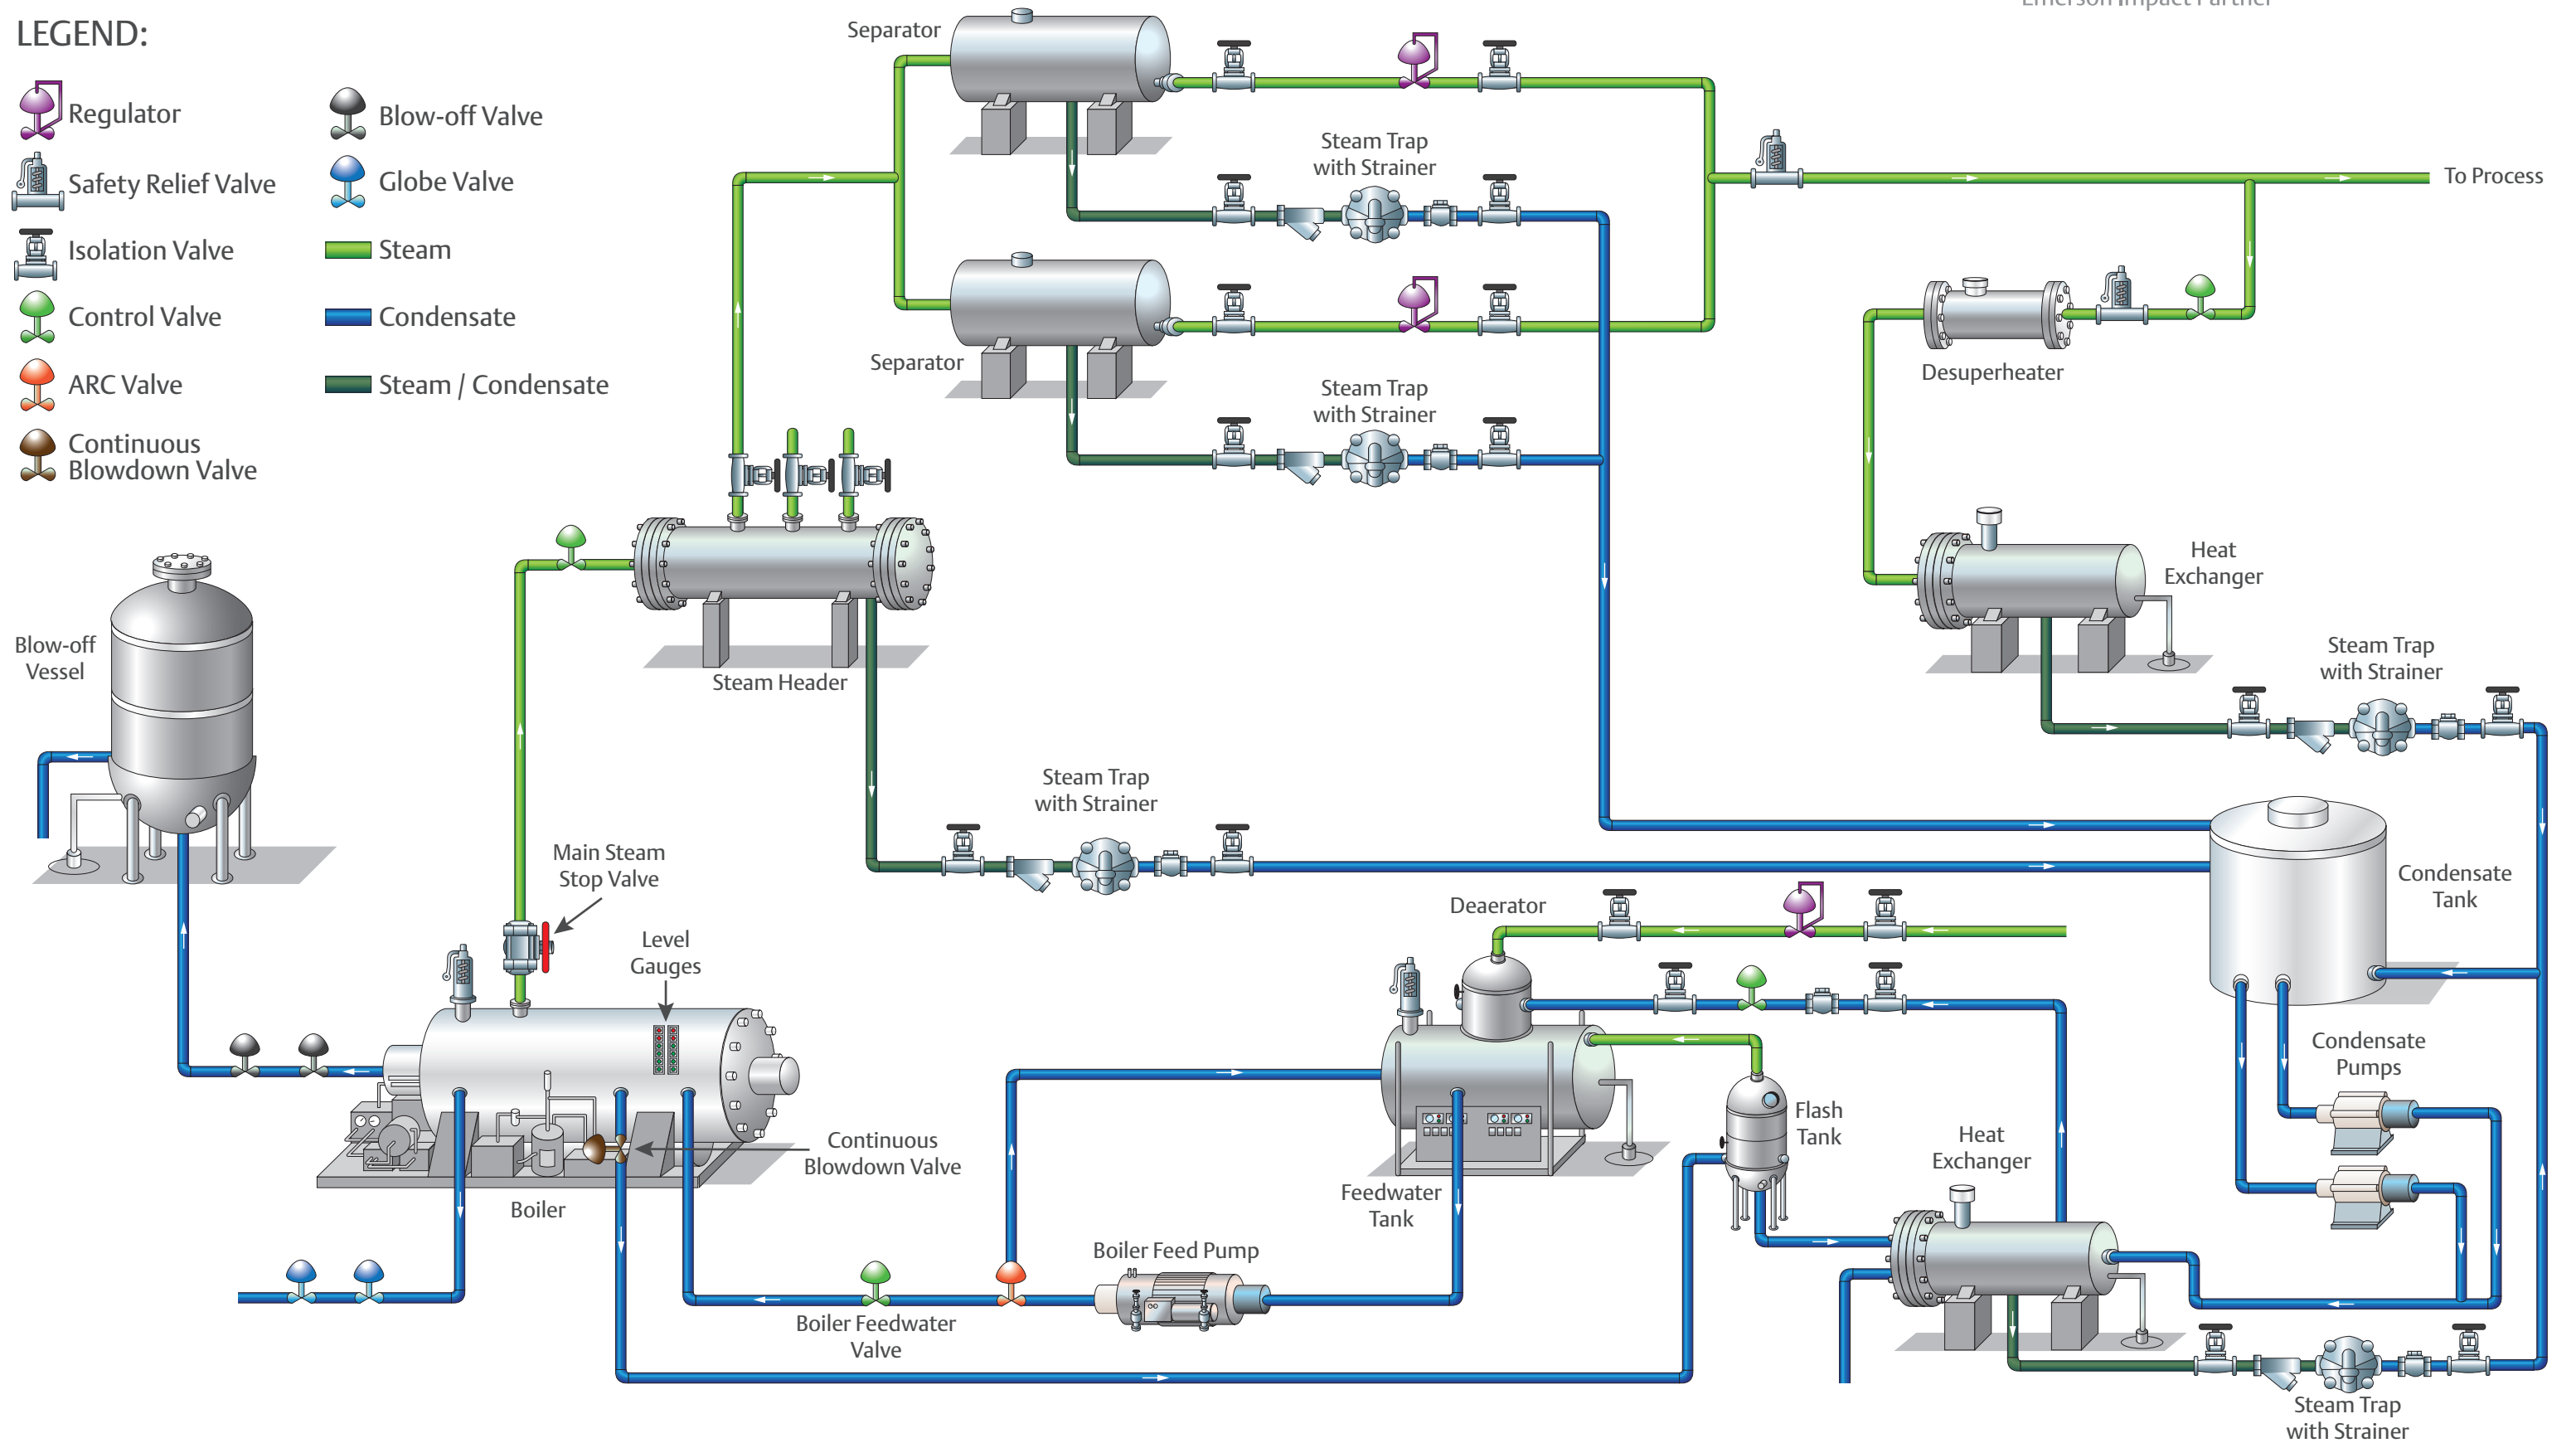 Emerson Impact Partner
LEGEND:
Regulator
Blow-off Valve
Safety Relief Valve
Globe Valve
Isolation Valve
Steam
Control Valve
Condensate
ARC Valve
Steam / Condensate
Continuous
Blowdown Valve
Separator
Steam Trap
with Strainer
To Process
Separator
Steam Trap
with Strainer
Desuperheater
Heat
Exchanger
Blow-off
Vessel
Steam Header
Steam Trap
with Strainer
Steam Trap
with Strainer
Main Steam
Stop Valve
Level
Gauges
Deaerator
Condensate
Tank
Condensate
Pumps
Flash
Tank
Continuous
Blowdown Valve
Heat
Exchanger
Feedwater
Tank
Boiler
Boiler Feed Pump
Boiler Feedwater
Valve
Steam Trap
with Strainer